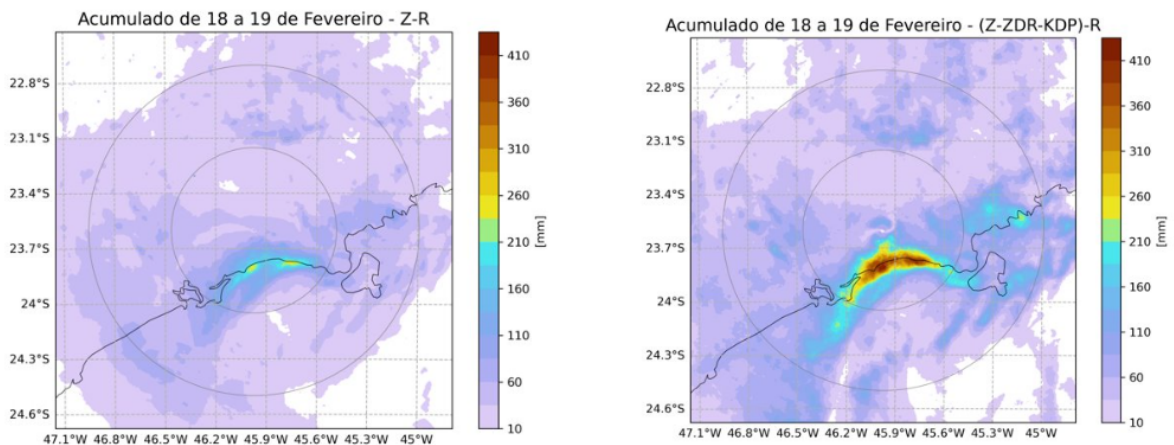 Acumulado de 18 a 19 de Fevereiro - Z-R
22.8°S
23.1°S
23.4°S
23.7°S
24°S
24.3°S
24.6°S
47.1°W 46.8°W 46.5°W 46.2°W 45.9°W 45.6°W 45.3°W 45°W
410
360
310
260
210
160
110
60
10
[mm]
Acumulado de 18 a 19 de Fevereiro - (Z-ZDR-KDP)-R
22.8°S
23.1°S
23.4°S
23.7°S
24°S
24.3°S
24.6°S
47.1°W 46.8°W 46.5°W 46.2°W 45.9°W 45.6°W 45.3°W 45°W
410
360
310
260
210
160
110
60
10
[mm]